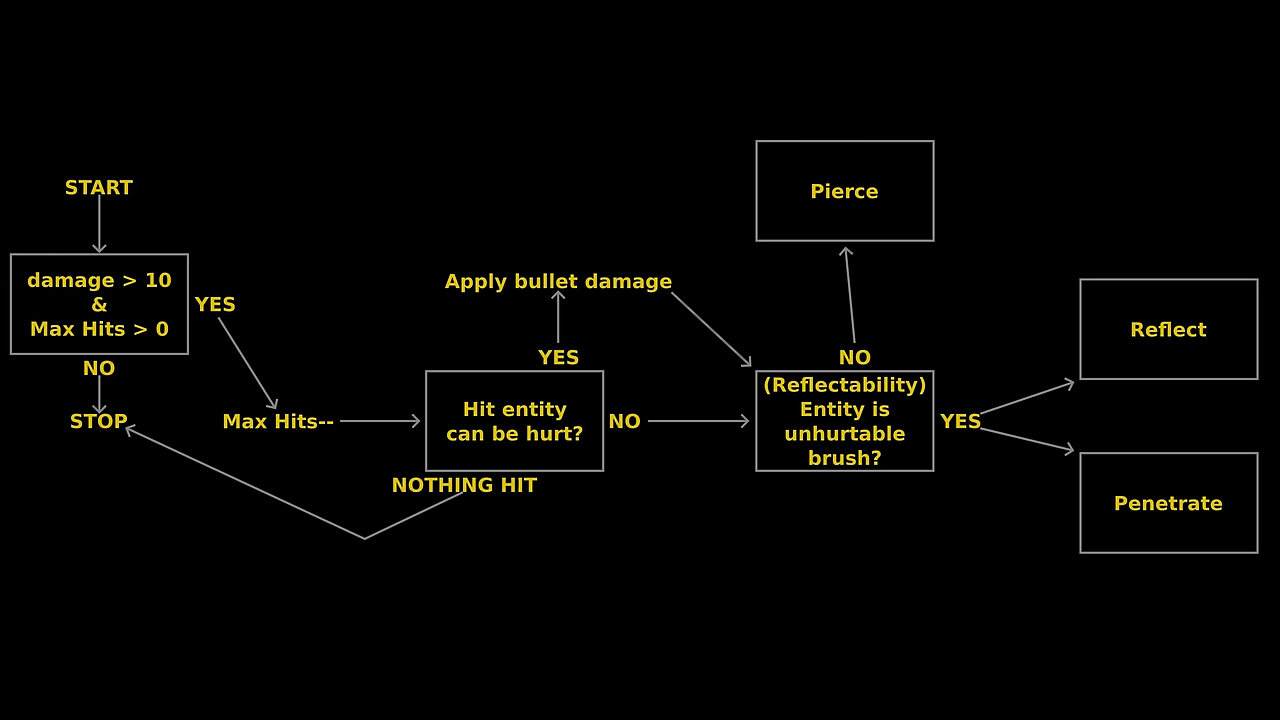 START
damage > 10
&
Max Hits > 0
YES
NO
STOP
Max Hits--
Apply bullet damage
YES
Hit entity
can be hurt?
NO
NOTHING HIT
Pierce
NO
(Reflectability)
Entity is
unhurtable
brush?
YES
Reflect
Penetrate